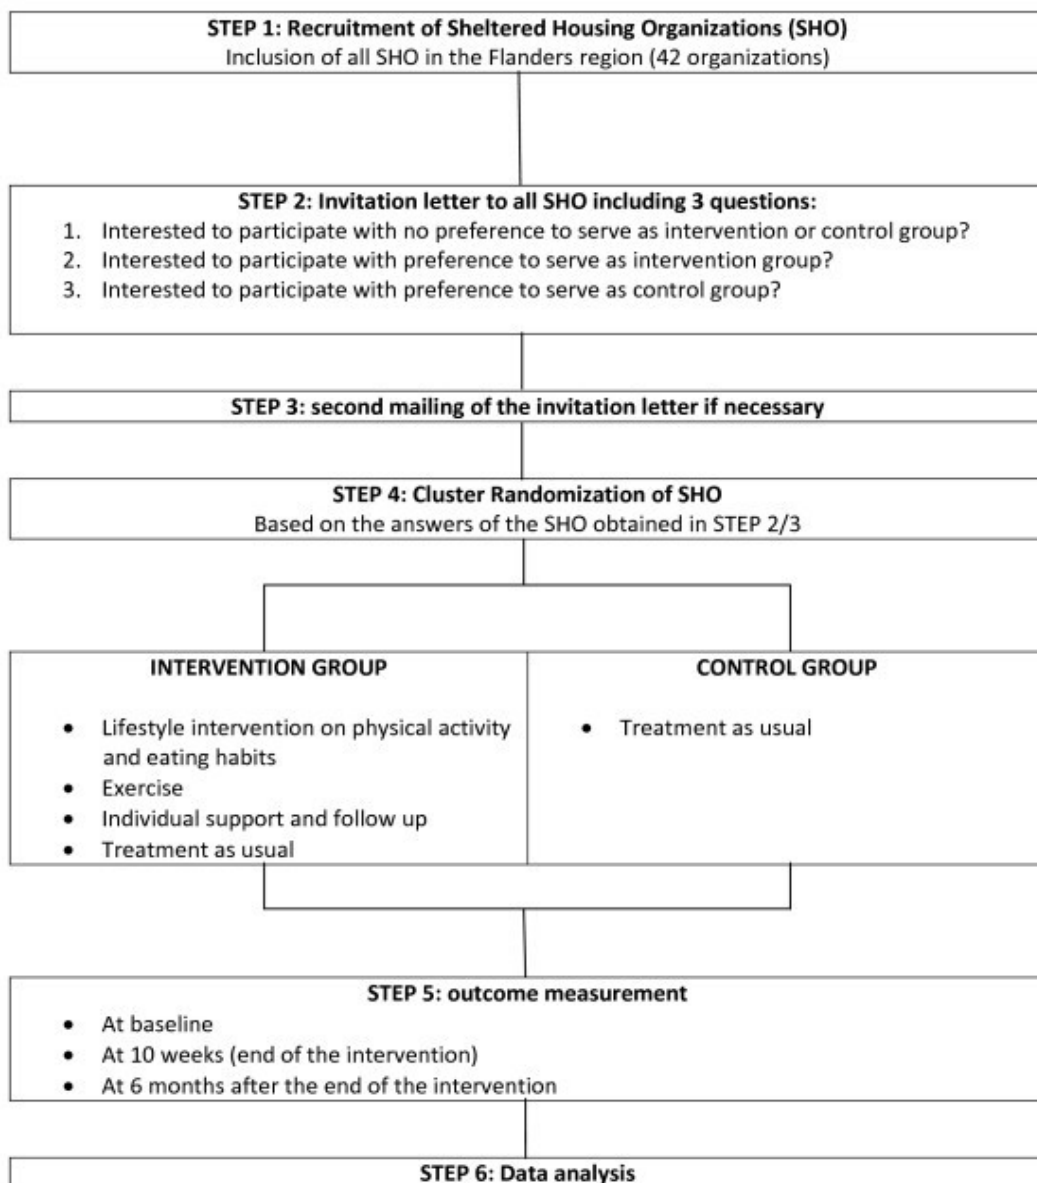 STEP 1: Recruitment of Sheltered Housing Organizations (SHO)
Inclusion of all SHO in the Flanders region (42 organizations)
STEP 2: Invitation letter to all SHO including 3 questions:
1. Interested to participate with no preference to serve as intervention or control group?
2. Interested to participate with preference to serve as intervention group?
3. Interested to participate with preference to serve as control group?
STEP 3: second mailing of the invitation letter if necessary
STEP 4: Cluster Randomization of SHO
Based on the answers of the SHO obtained in STEP 2/3
INTERVENTION GROUP
• Lifestyle intervention on physical activity
and eating habits
• Exercise
• Individual support and follow up
• Treatment as usual
CONTROL GROUP
• Treatment as usual
STEP 5: outcome measurement
• At baseline
• At 10 weeks (end of the intervention)
• At 6 months after the end of the intervention
STEP 6: Data analysis